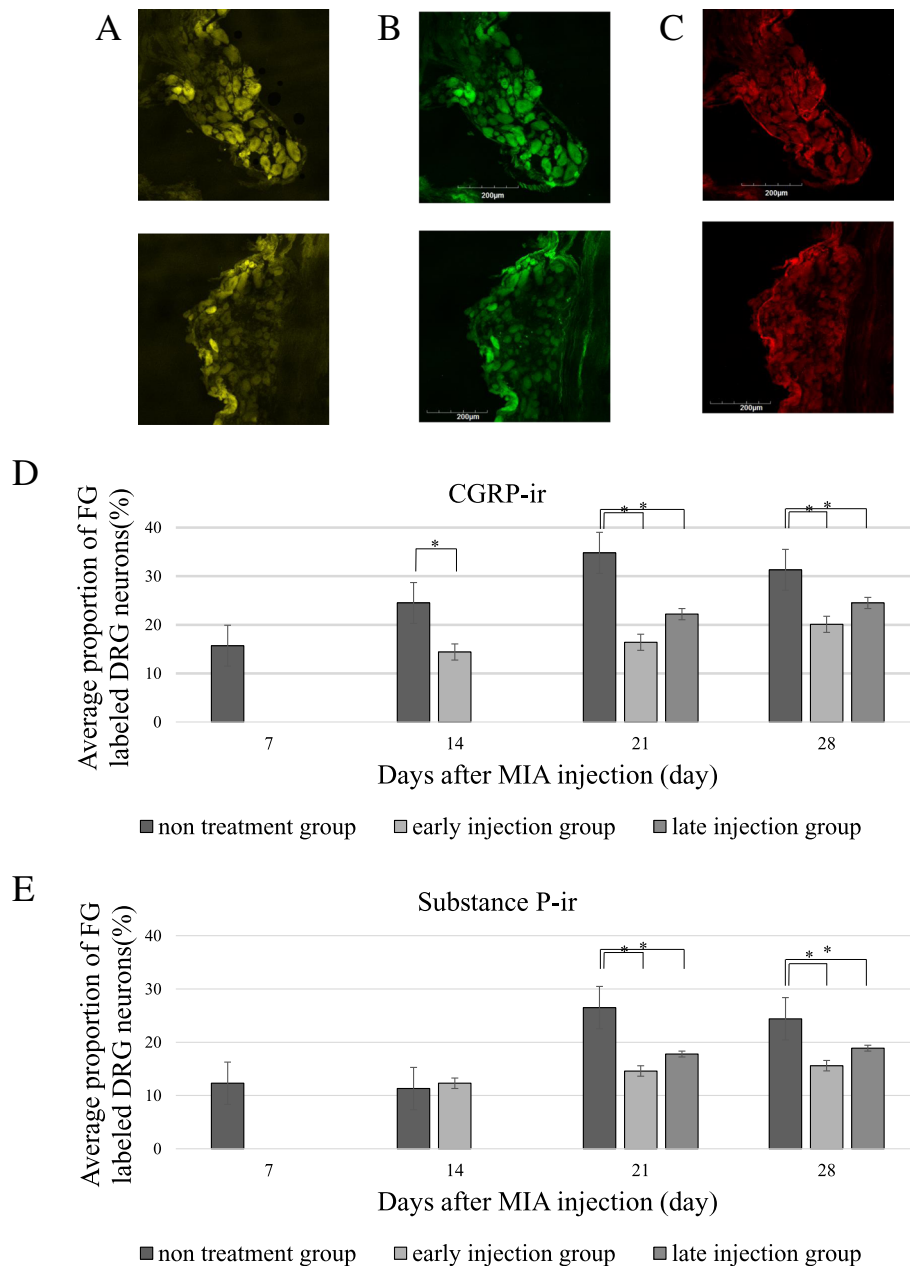 A B C
200μm 200μm
200μm 200μm
D
CGRP-ir
Average proportion of FG
labeled DRG neurons(%)
40
30
20
10
0
*
* *
* *
7 14 21 28
Days after MIA injection (day)
non treatment group early injection group late injection group
E
Substance P-ir
Average proportion of FG
labeled DRG neurons(%)
40
30
20
10
0
* *
* *
7 14 21 28
Days after MIA injection (day)
non treatment group early injection group late injection group